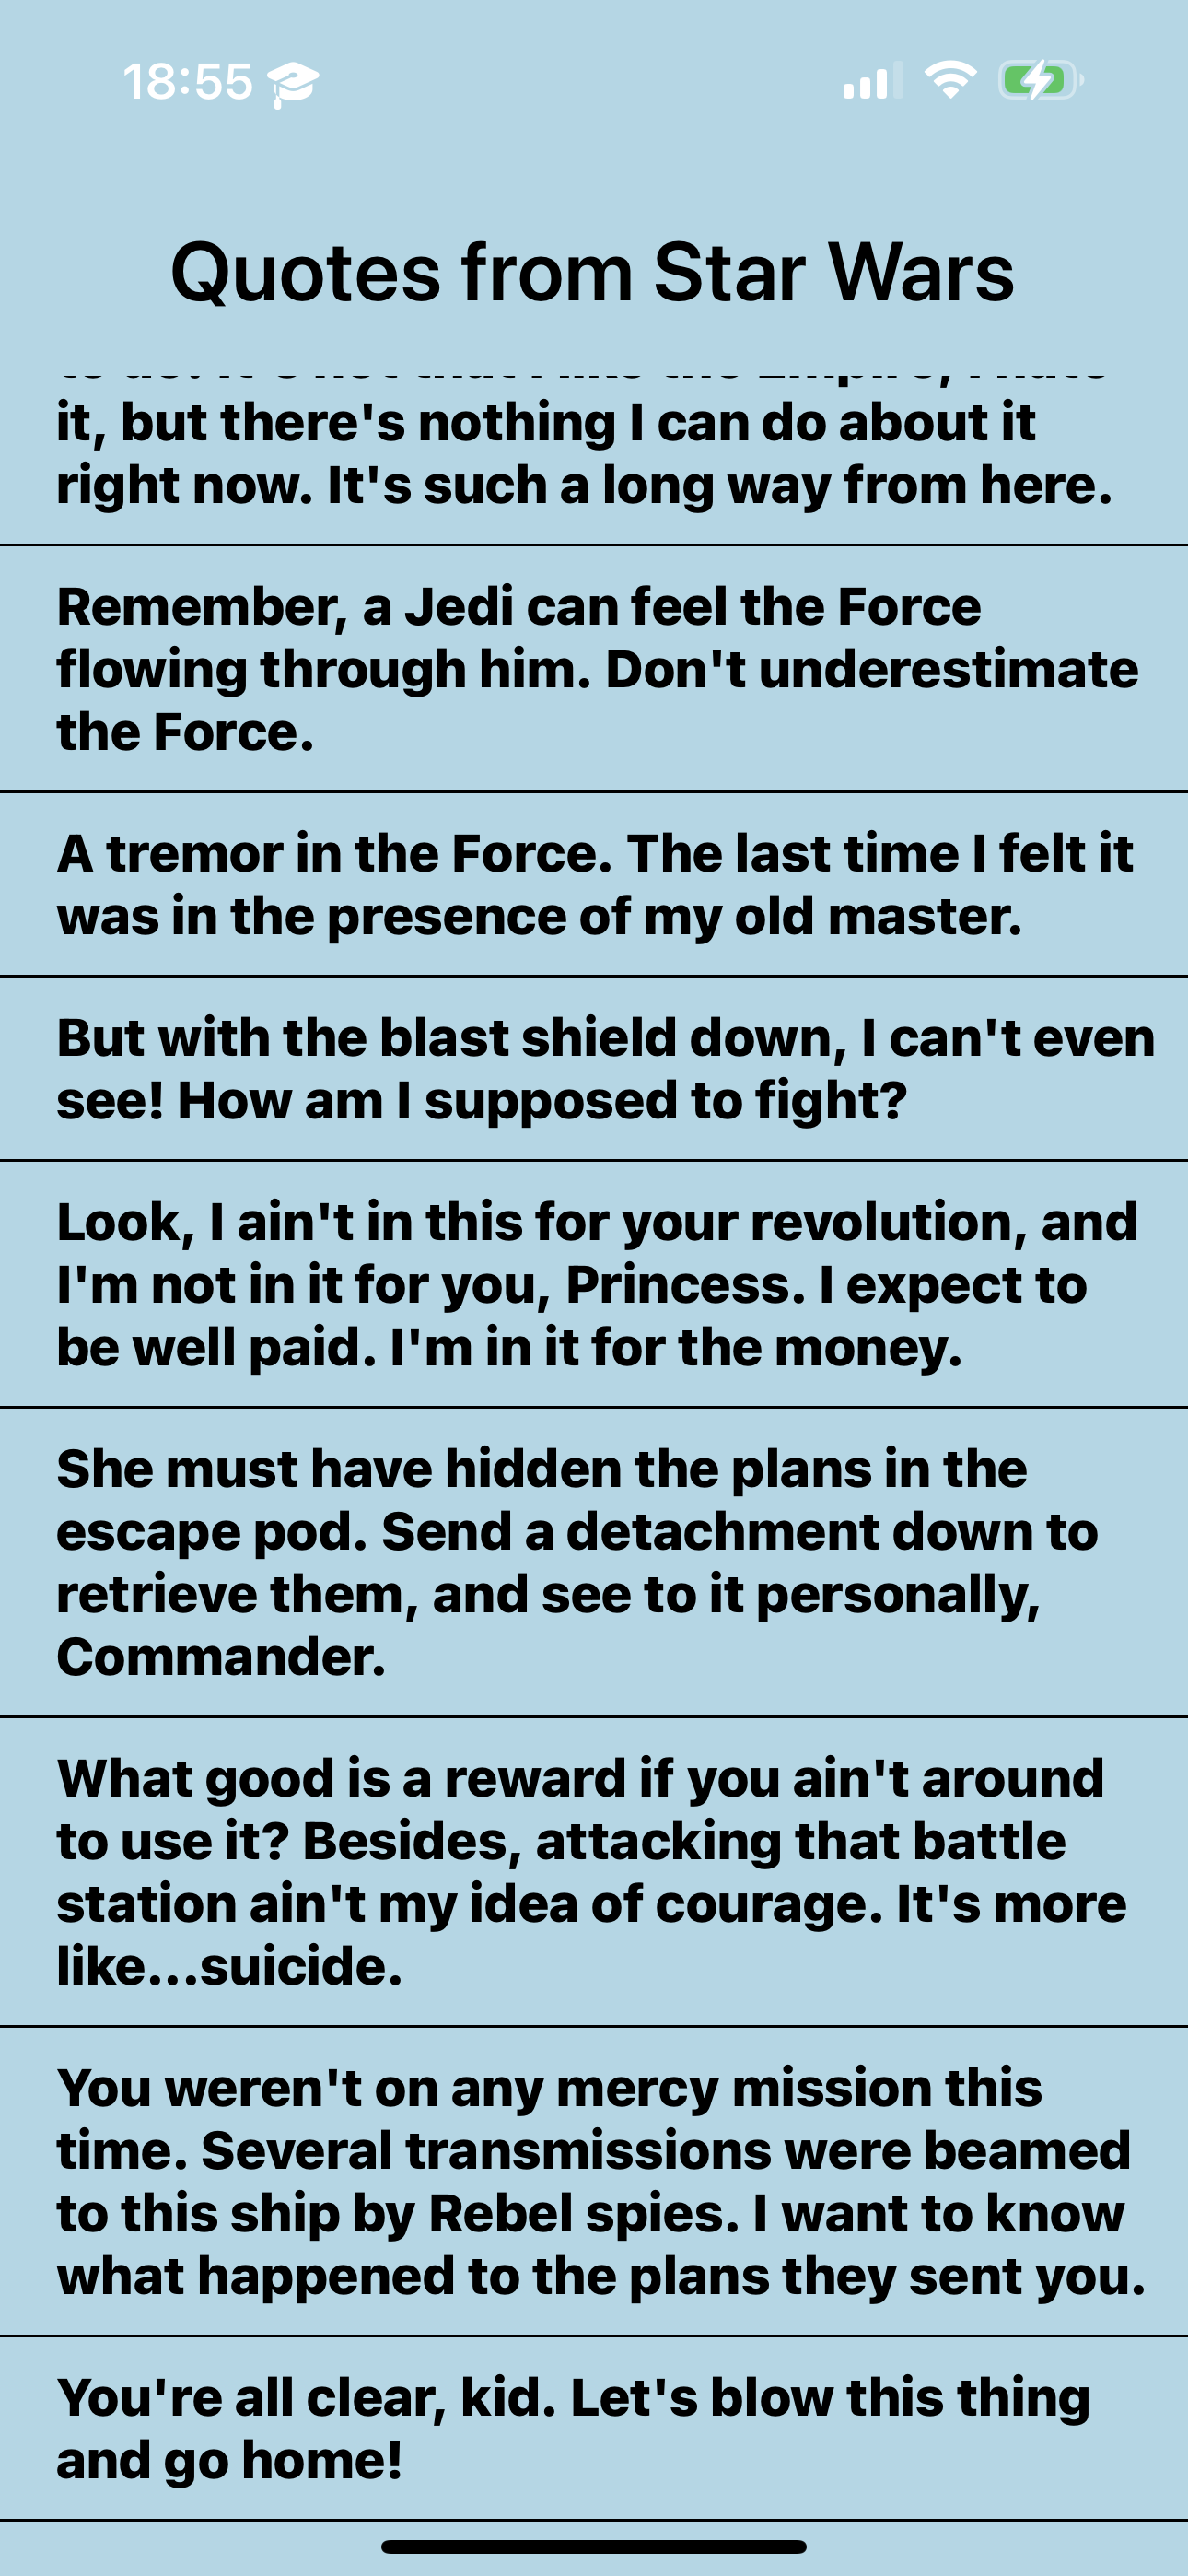 18:55
Quotes from Star Wars
it, but there's nothing I can do about it
right now. It's such a long way from here.
Remember, a Jedi can feel the Force
flowing through him. Don't underestimate
the Force.
A tremor in the Force. The last time I felt it
was in the presence of my old master.
But with the blast shield down, I can't even
see! How am I supposed to fight?
Look, I ain't in this for your revolution, and
I'm not in it for you, Princess. I expect to
be well paid. I'm in it for the money.
She must have hidden the plans in the
escape pod. Send a detachment down to
retrieve them, and see to it personally,
Commander.
What good is a reward if you ain't around
to use it? Besides, attacking that battle
station ain't my idea of courage. It's more
like...suicide.
You weren't on any mercy mission this
time. Several transmissions were beamed
to this ship by Rebel spies. I want to know
what happened to the plans they sent you.
You're all clear, kid. Let's blow this thing
and go home!